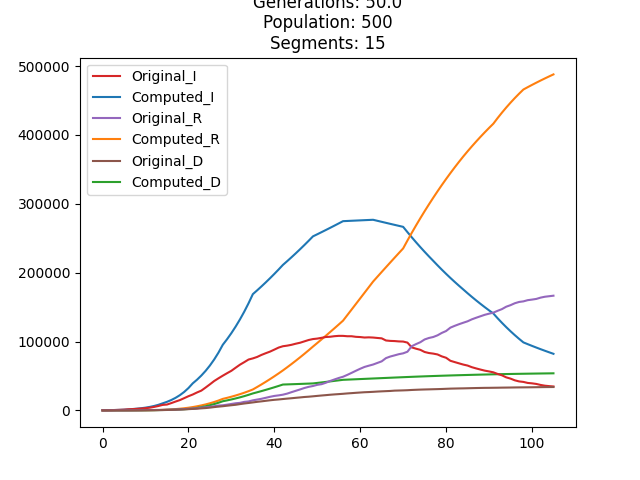 Generations: 50.0
Population: 500
Segments: 15
500000
400000
300000
200000
100000
0
Original_I
Computed_I
Original_R
Computed_R
Original_D
Computed_D
0 20 40 60 80 100